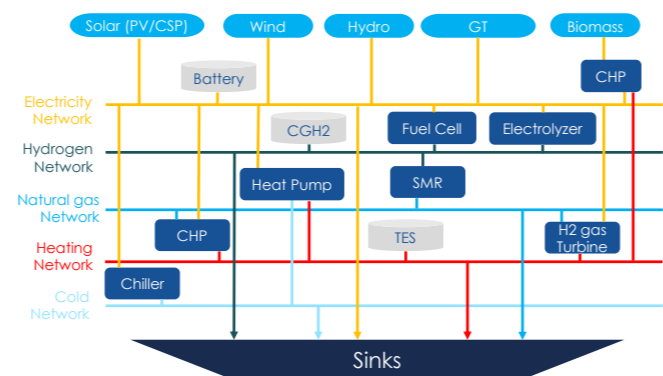 Solar (PV/CSP)
Wind
Hydro
GT
Biomass
Battery
CHP
Electricity
Network
CGH2
Fuel Cell
Electrolyzer
Hydrogen
Network
Heat Pump
SMR
Natural gas
Network
CHP
TES
H2 gas
Turbine
Heating
Network
Chiller
Cold
Network
Sinks